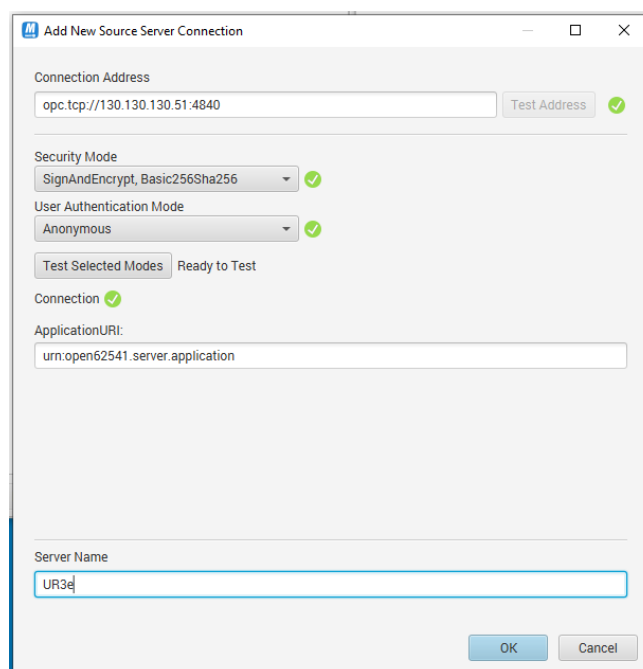 Add New Source Server Connection
Connection Address
opc.tcp://130.130.130.51:4840 Test Address
Security Mode
SignAndEncrypt, Basic256Sha256
User Authentication Mode
Anonymous
Test Selected Modes Ready to Test
Connection
ApplicationURI:
urn:open62541.server.application
Server Name
UR3e
OK Cancel